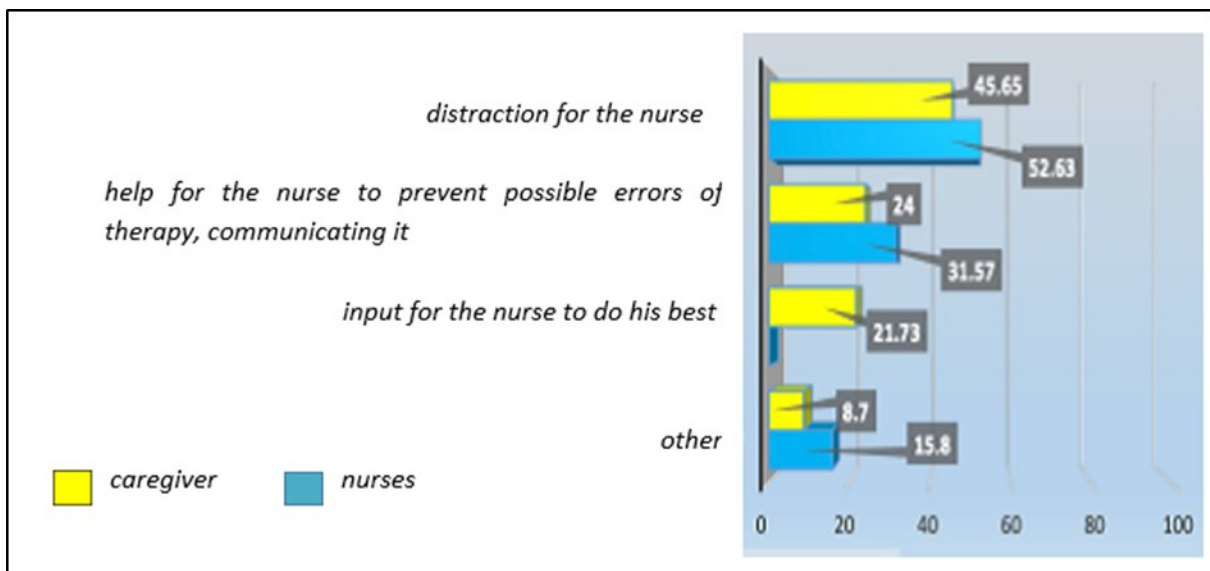 distraction for the nurse
45.65
52.63
help for the nurse to prevent possible errors of
therapy, communicating it
24
31.57
input for the nurse to do his best
21.73
other
8.7
15.8
caregiver nurses
0 20 40 60 80 100